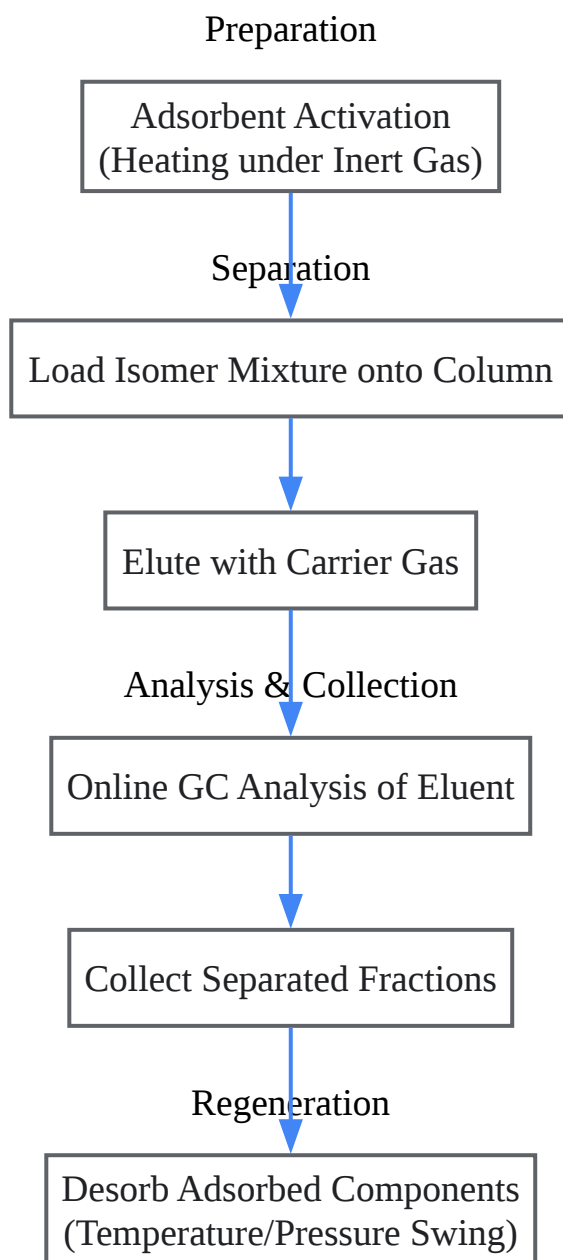 Preparation
Adsorbent Activation
(Heating under Inert Gas)
Separation
Load Isomer Mixture onto Column
Elute with Carrier Gas
Analysis & Collection
Online GC Analysis of Eluent
Collect Separated Fractions
Regeneration
Desorb Adsorbed Components
(Temperature/Pressure Swing)